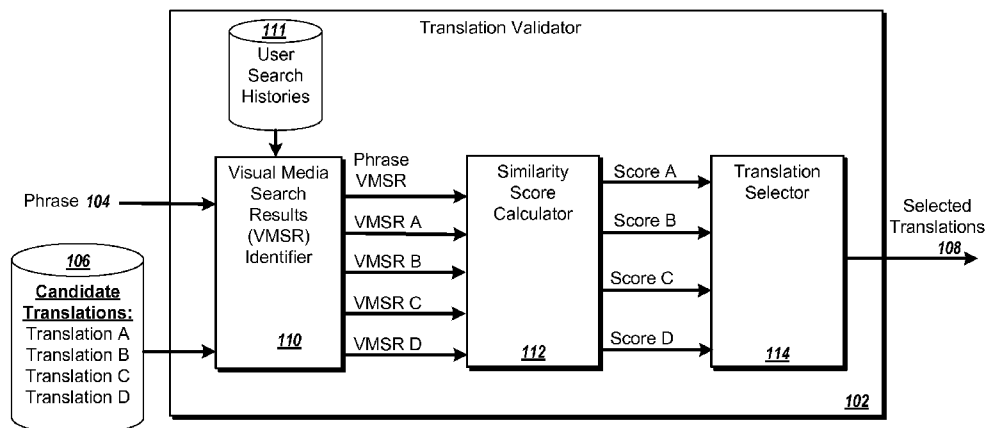 Translation Validator
111
User
Search
Histories
Phrase 104
106
Candidate
Translations:
Translation A
Translation B
Translation C
Translation D
Visual Media
Search
Results
(VMSR)
Identifier
110
Phrase
VMSR
VMSR A
VMSR B
VMSR C
VMSR D
Similarity
Score
Calculator
112
Score A
Score B
Score C
Score D
Translation
Selector
114
Selected
Translations
108
102